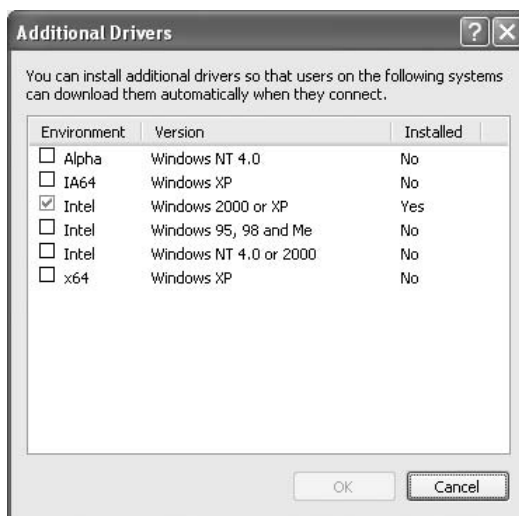 Additional Drivers
You can install additional drivers so that users on the following systems
can download them automatically when they connect.
Environment Version Installed
Alpha Windows NT 4.0 No
IA64 Windows XP No
Intel Windows 2000 or XP Yes
Intel Windows 95, 98 and Me No
Intel Windows NT 4.0 or 2000 No
x64 Windows XP No
OK Cancel